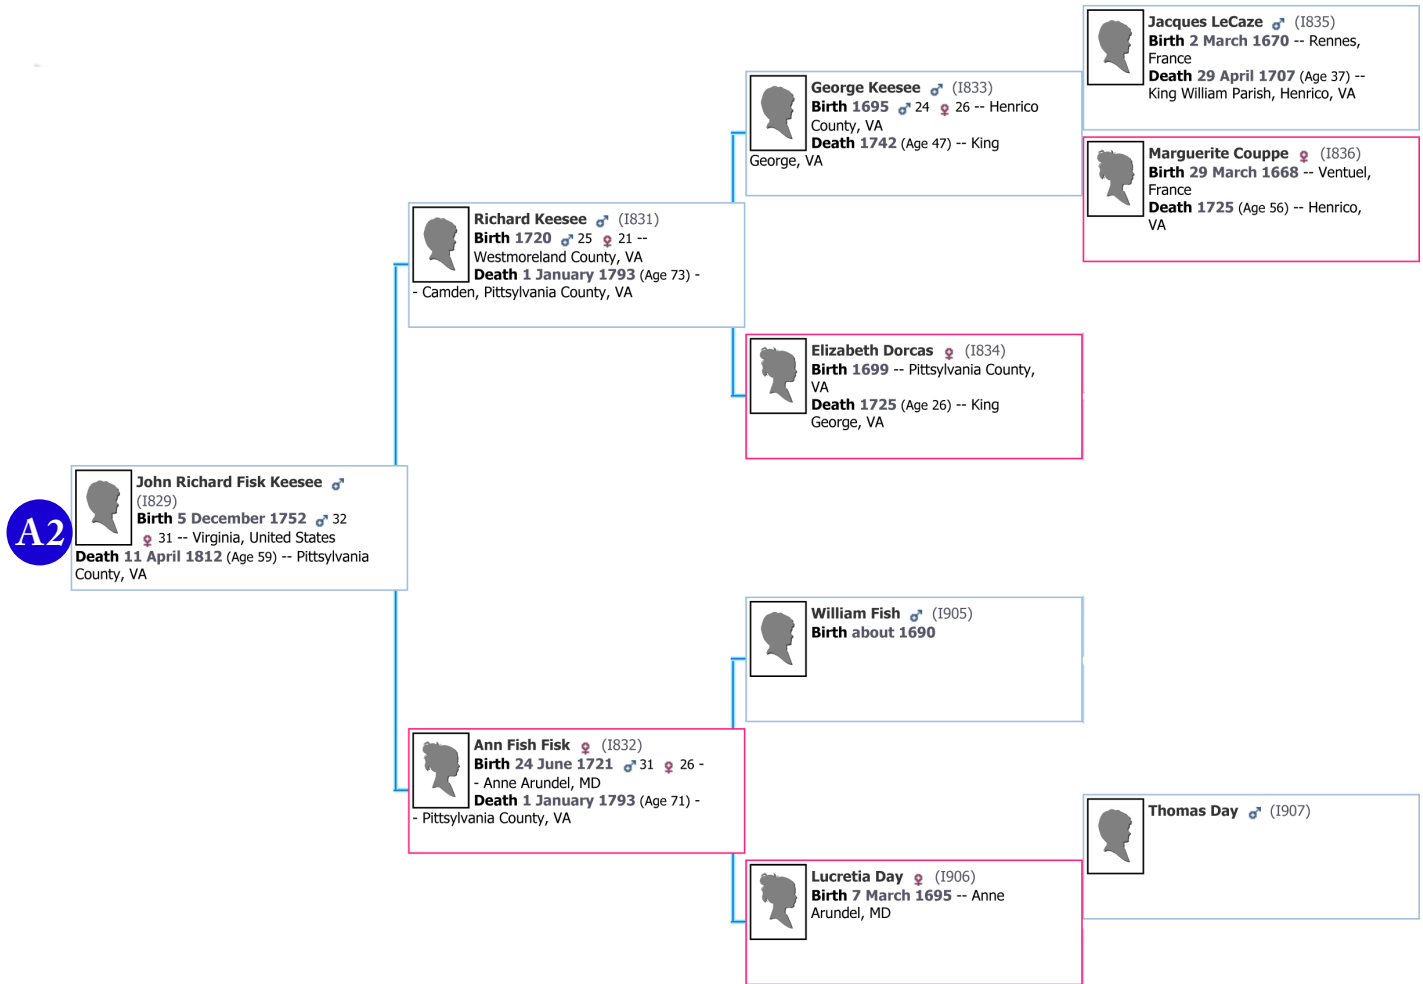 Jacques LeCaze ♂ (I835)
Birth 2 March 1670 -- Rennes,
France
Death 29 April 1707 (Age 37) --
King William Parish, Henrico, VA
George Keesee ♂ (I833)
Birth 1695 ♂ 24 ♀ 26 -- Henrico
County, VA
Death 1742 (Age 47) -- King
George, VA
Marguerite Couppe ♀ (I836)
Birth 29 March 1668 -- Ventuel,
France
Death 1725 (Age 56) -- Henrico,
VA
Richard Keesee ♂ (I831)
Birth 1720 ♂ 25 ♀ 21 --
Westmoreland County, VA
Death 1 January 1793 (Age 73) -
- Camden, Pittsylvania County, VA
Elizabeth Dorcas ♀ (I834)
Birth 1699 -- Pittsylvania County,
VA
Death 1725 (Age 26) -- King
George, VA
A2
John Richard Fisk Keesee ♂
(I829)
Birth 5 December 1752 ♂ 32
♀ 31 -- Virginia, United States
Death 11 April 1812 (Age 59) -- Pittsylvania
County, VA
William Fish ♂ (I905)
Birth about 1690
Ann Fish Fisk ♀ (I832)
Birth 24 June 1721 ♂ 31 ♀ 26 -
- Anne Arundel, MD
Death 1 January 1793 (Age 71) -
- Pittsylvania County, VA
Thomas Day ♂ (I907)
Lucretia Day ♀ (I906)
Birth 7 March 1695 -- Anne
Arundel, MD